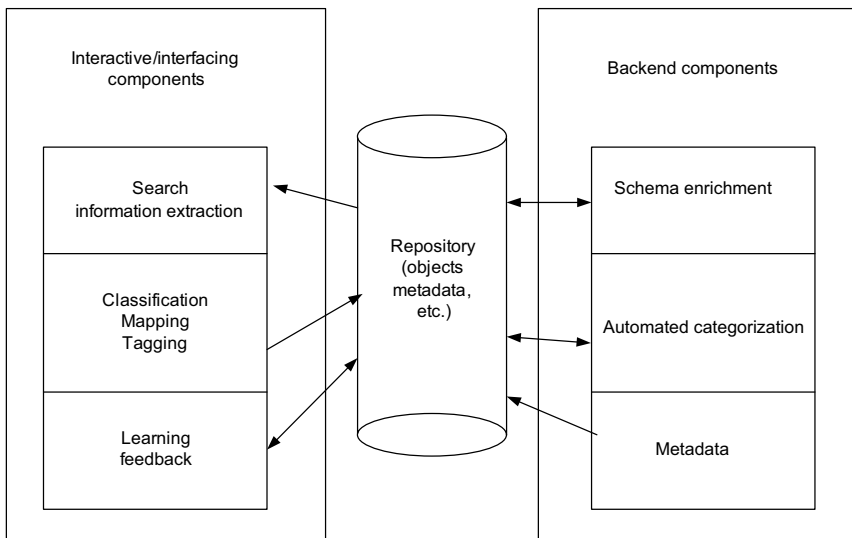 Interactive/interfacing
components
Search
information extraction
Classification
Mapping
Tagging
Learning
feedback
Repository
(objects
metadata,
etc.)
Backend components
Schema enrichment
Automated categorization
Metadata